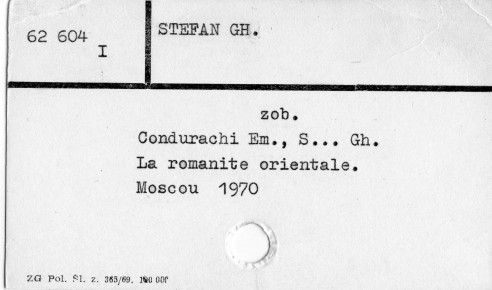 62 604
I
STEFAN GH.
zob.
Condurachi Em., S... Gh.
La romanite orientale.
Moscou 1970
ZG Pol. Śl. z. 365/69. 100 000